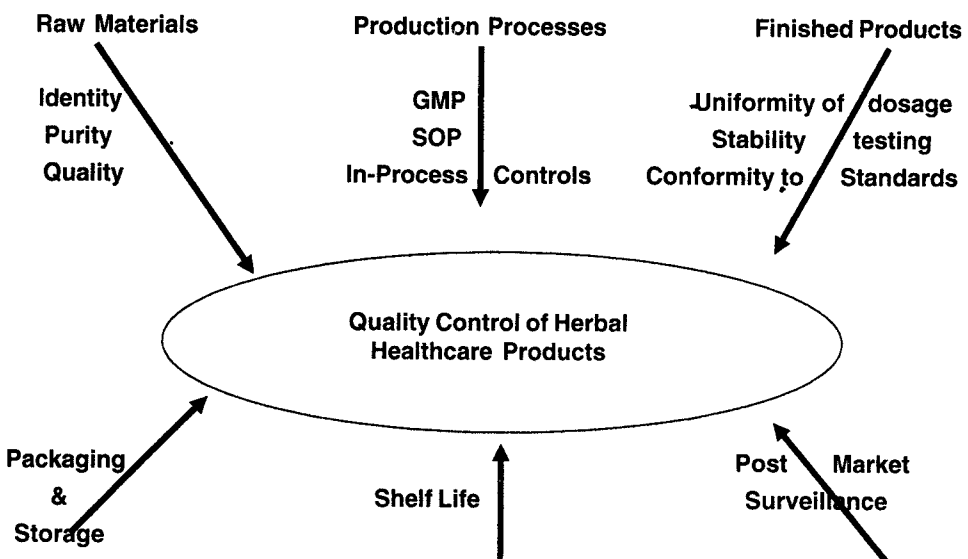 Raw Materials
Identity
Purity
Quality
Production Processes
GMP
SOP
In-Process Controls
Finished Products
Uniformity of dosage
Stability testing
Conformity to Standards
Quality Control of Herbal
Healthcare Products
Packaging
&
Storage
Shelf Life
Post Market
Surveillance